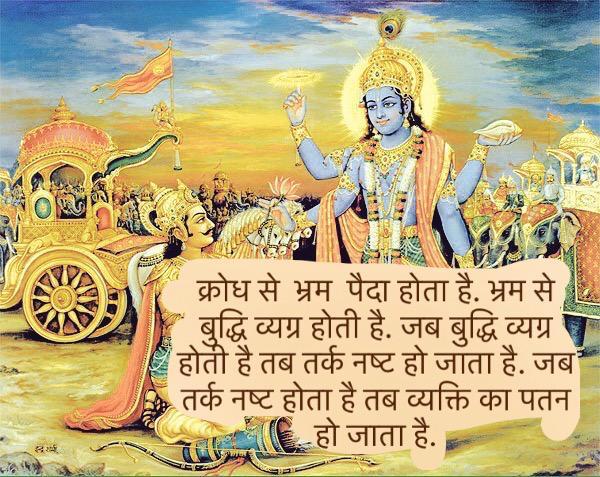 क्रोध से भ्रम पैदा होता है. भ्रम से
बुद्धि व्यग्र होती है. जब बुद्धि व्यग्र
होती है तब तर्क नष्ट हो जाता है. जब
तर्क नष्ट होता है तब व्यक्ति का पतन
हो जाता है.